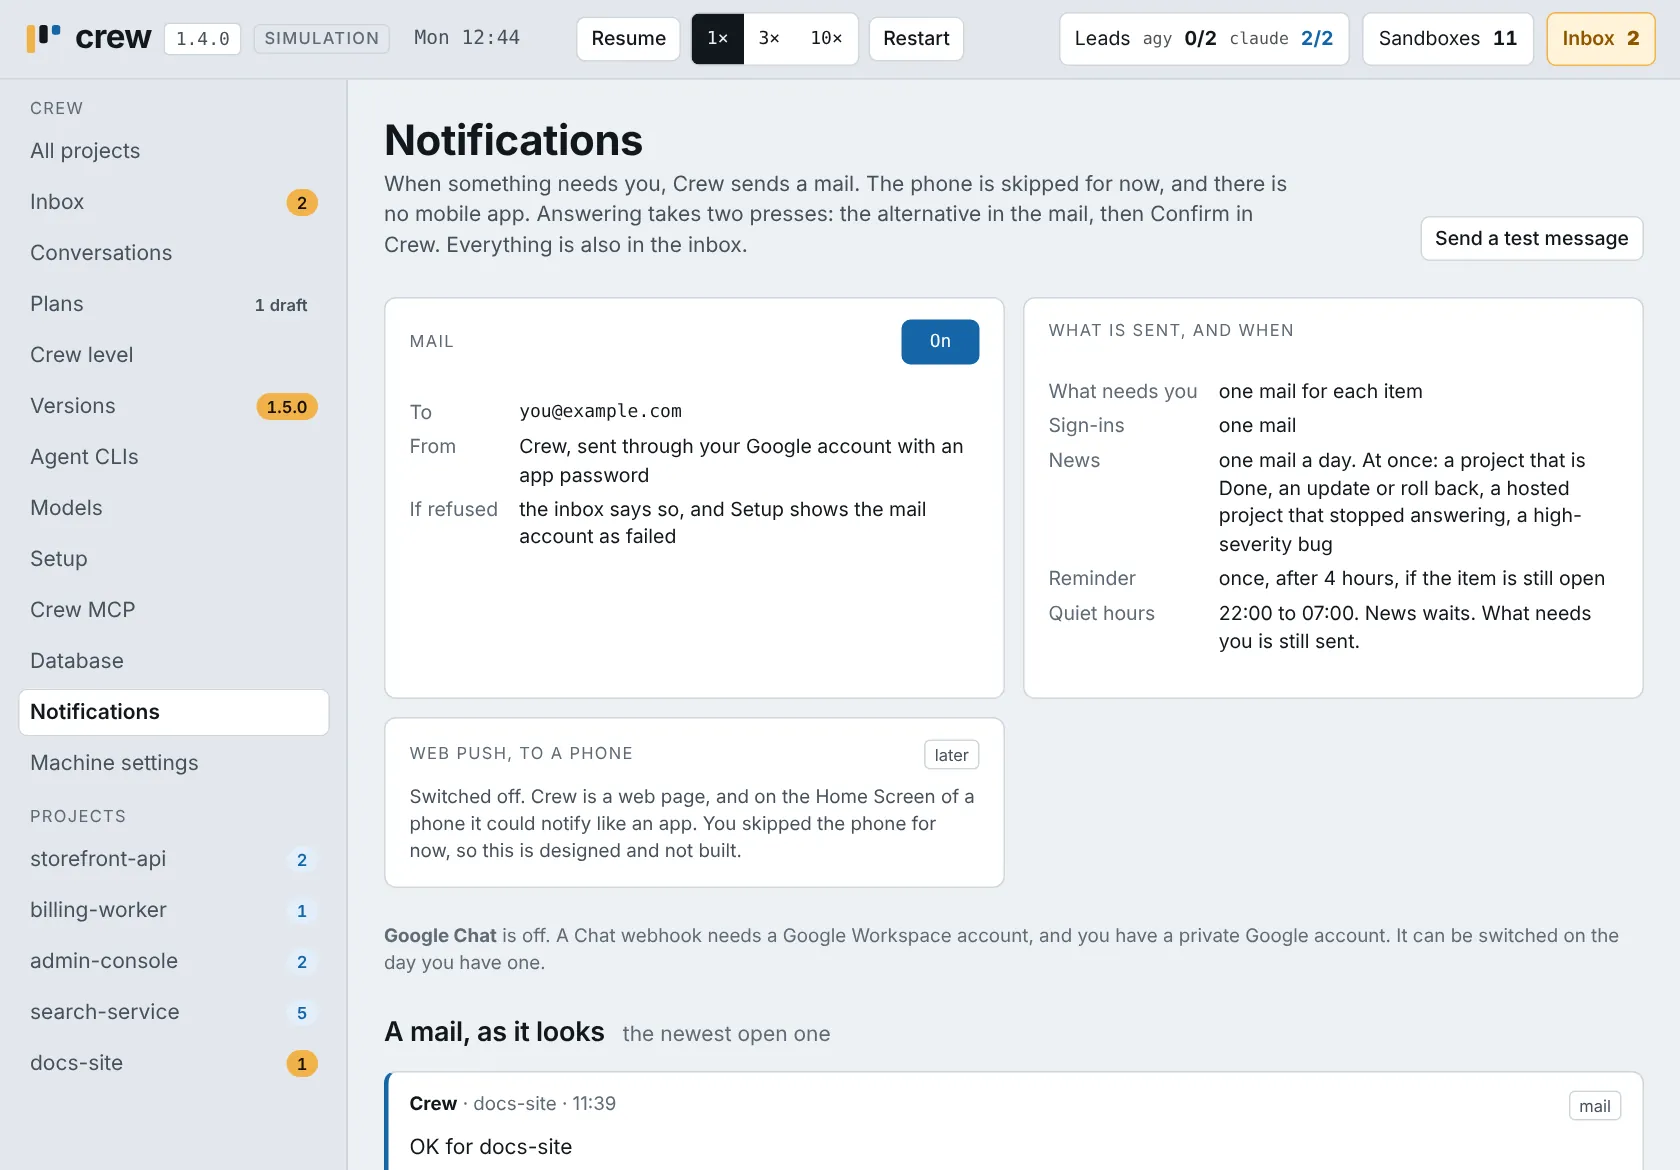 crew 1.4.0 SIMULATION Mon 12:44 Resume 1× 3× 10× Restart Leads agy 0/2 claude 2/2 Sandboxes 11 Inbox 2
CREW
All projects
Inbox 2
Conversations
Plans 1 draft
Crew level
Versions 1.5.0
Agent CLIs
Models
Setup
Crew MCP
Database
Notifications
Machine settings
PROJECTS
storefront-api 2
billing-worker 1
admin-console 2
search-service 5
docs-site 1
Notifications
When something needs you, Crew sends a mail. The phone is skipped for now, and there is
no mobile app. Answering takes two presses: the alternative in the mail, then Confirm in
Crew. Everything is also in the inbox.
Send a test message
MAIL On
To you@example.com
From Crew, sent through your Google account with an
app password
If refused the inbox says so, and Setup shows the mail
account as failed
WHAT IS SENT, AND WHEN
What needs you one mail for each item
Sign-ins one mail
News one mail a day. At once: a project that is
Done, an update or roll back, a hosted
project that stopped answering, a high-
severity bug
Reminder once, after 4 hours, if the item is still open
Quiet hours 22:00 to 07:00. News waits. What needs
you is still sent.
WEB PUSH, TO A PHONE later
Switched off. Crew is a web page, and on the Home Screen of a
phone it could notify like an app. You skipped the phone for
now, so this is designed and not built.
Google Chat is off. A Chat webhook needs a Google Workspace account, and you have a private Google account. It can be switched on the
day you have one.
A mail, as it looks the newest open one
Crew · docs-site · 11:39 mail
OK for docs-site